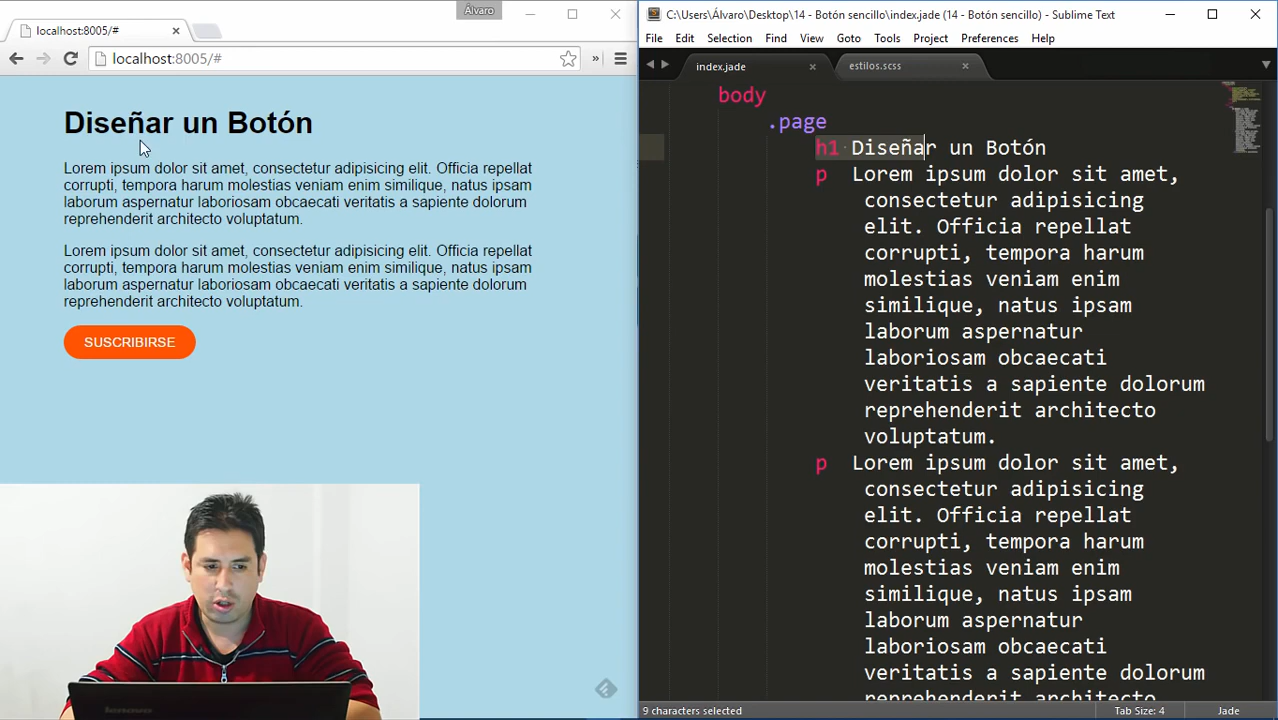 Álvaro
localhost:8005/#
localhost:8005/#
»
Diseñar un Botón
Lorem ipsum dolor sit amet, consectetur adipisicing elit. Officia repellat
corrupti, tempora harum molestias veniam enim similique, natus ipsam
laborum aspernatur laboriosam obcaecati veritatis a sapiente dolorum
reprehenderit architecto voluptatum.
Lorem ipsum dolor sit amet, consectetur adipisicing elit. Officia repellat
corrupti, tempora harum molestias veniam enim similique, natus ipsam
laborum aspernatur laboriosam obcaecati veritatis a sapiente dolorum
reprehenderit architecto voluptatum.
SUSCRIBIRSE
C:\Users\Álvaro\Desktop\14 - Botón sencillo\index.jade (14 - Botón sencillo) - Sublime Text
File Edit Selection Find View Goto Tools Project Preferences Help
index.jade estilos.scss
body
.page
h1 Diseñar un Botón
p Lorem ipsum dolor sit amet,
consectetur adipisicing
elit. Officia repellat
corrupti, tempora harum
molestias veniam enim
similique, natus ipsam
laborum aspernatur
laboriosam obcaecati
veritatis a sapiente dolorum
reprehenderit architecto
voluptatum.
p Lorem ipsum dolor sit amet,
consectetur adipisicing
elit. Officia repellat
corrupti, tempora harum
molestias veniam enim
similique, natus ipsam
laborum aspernatur
laboriosam obcaecati
veritatis a sapiente dolorum
reprehenderit architecto
9 characters selected Tab Size: 4 Jade